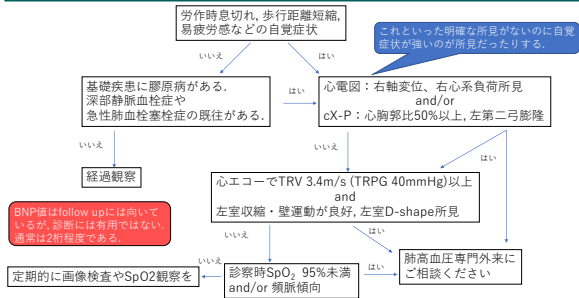 労作時息切れ, 歩行距離短縮,
易疲労感などの自覚症状
これといった明確な所見がないのに自覚
症状が強いのが所見だったりする.
いいえ
はい
基礎疾患に膠原病がある.
深部静脈血栓症や
急性肺血栓塞栓症の既往がある.
はい
心電図：右軸変位、右心系負荷所見
and/or
cX-P：心胸郭比50%以上, 左第二弓膨隆
いいえ
いいえ
はい
経過観察
心エコーでTRV 3.4m/s (TRPG 40mmHg)以上
and
左室収縮・壁運動が良好, 左室D-shape所見
BNP値はfollow upには向いて
いるが, 診断には有用ではない.
通常は2桁程度である.
いいえ
はい
肺高血圧専門外来に
ご相談ください
定期的に画像検査やSpO2観察を
いいえ
診察時SpO₂ 95%未満
and/or 頻脈傾向
はい